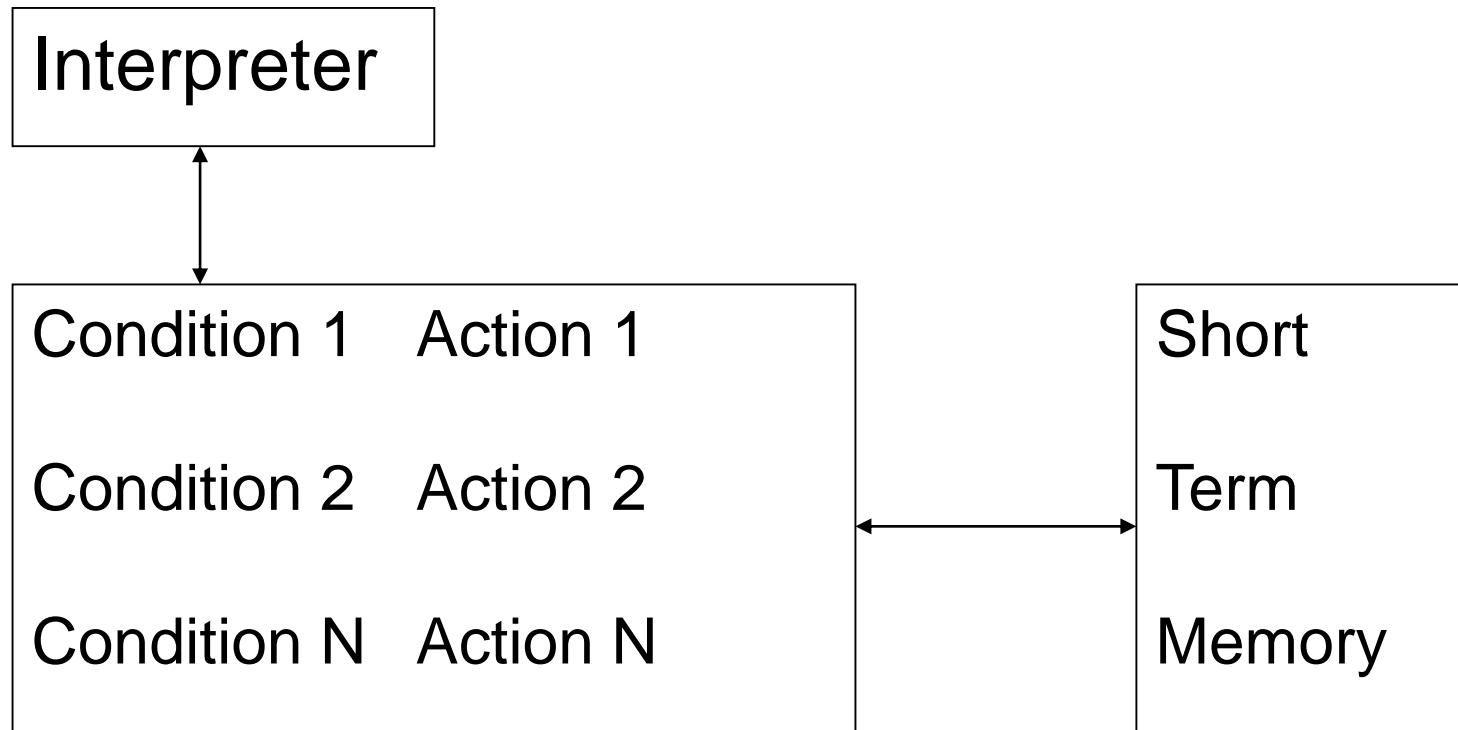 Interpreter
Condition 1 Action 1
Condition 2 Action 2
Condition N Action N
Short
Term
Memory